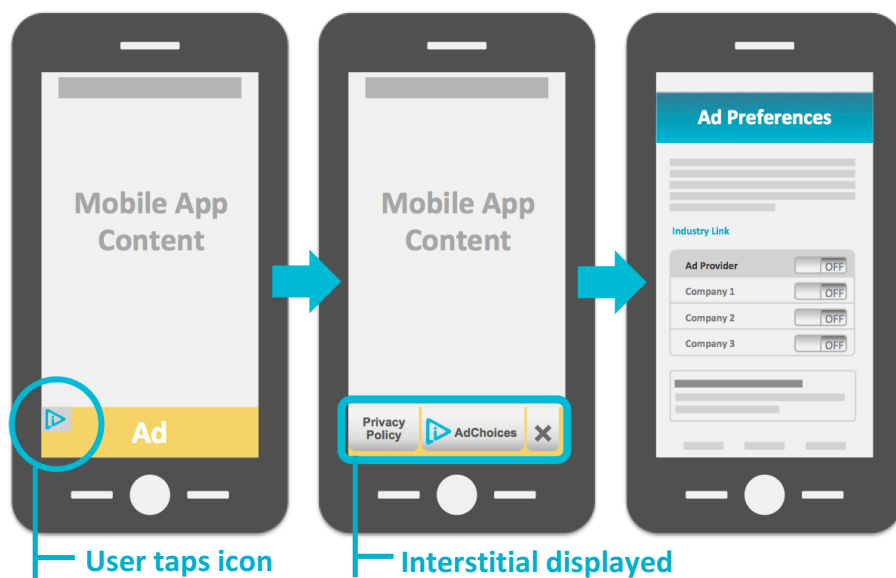 Mobile App
Content
Ad
User taps icon
Mobile App
Content
Privacy
Policy
AdChoices
Interstitial displayed
Ad Preferences
Industry Link
Ad Provider OFF
Company 1 OFF
Company 2 OFF
Company 3 OFF